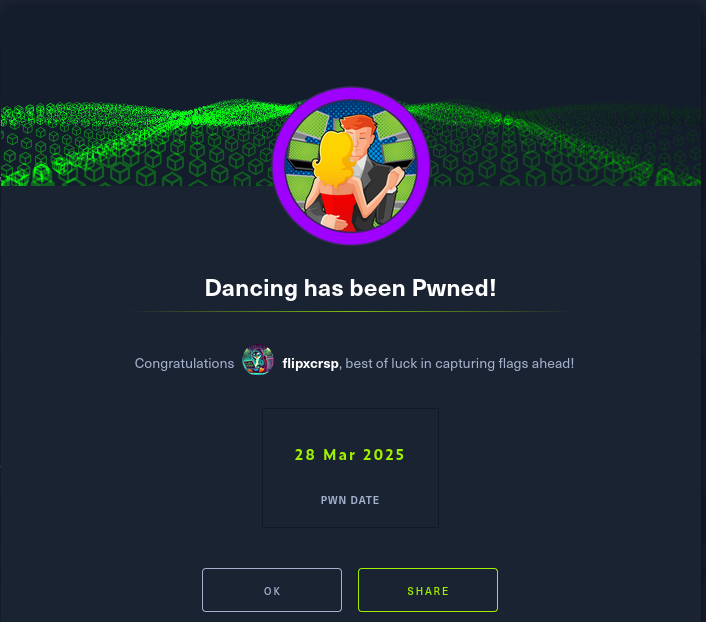 Dancing has been Pwned!
Congratulations flipxcrsp, best of luck in capturing flags ahead!
28 Mar 2025
PWN DATE
OK SHARE